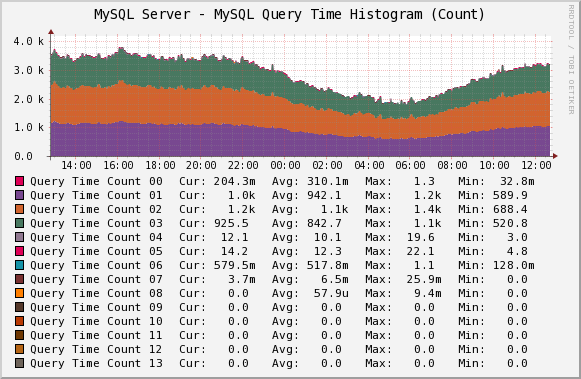 MySQL Server - MySQL Query Time Histogram (Count)
RRDTOOL / TOBI OETIKER
4.0 k
3.0 k
2.0 k
1.0 k
0.0
14:00 16:00 18:00 20:00 22:00 00:00 02:00 04:00 06:00 08:00 10:00 12:00
Query Time Count 00 Cur: 204.3m Avg: 310.1m Max: 1.3 Min: 32.8m
Query Time Count 01 Cur: 1.0k Avg: 942.1 Max: 1.2k Min: 589.9
Query Time Count 02 Cur: 1.2k Avg: 1.1k Max: 1.4k Min: 688.4
Query Time Count 03 Cur: 925.5 Avg: 842.7 Max: 1.1k Min: 520.8
Query Time Count 04 Cur: 12.1 Avg: 10.1 Max: 19.6 Min: 3.0
Query Time Count 05 Cur: 14.2 Avg: 12.3 Max: 22.1 Min: 4.8
Query Time Count 06 Cur: 579.5m Avg: 517.8m Max: 1.1 Min: 128.0m
Query Time Count 07 Cur: 3.7m Avg: 6.5m Max: 25.9m Min: 0.0
Query Time Count 08 Cur: 0.0 Avg: 57.9u Max: 9.4m Min: 0.0
Query Time Count 09 Cur: 0.0 Avg: 0.0 Max: 0.0 Min: 0.0
Query Time Count 10 Cur: 0.0 Avg: 0.0 Max: 0.0 Min: 0.0
Query Time Count 11 Cur: 0.0 Avg: 0.0 Max: 0.0 Min: 0.0
Query Time Count 12 Cur: 0.0 Avg: 0.0 Max: 0.0 Min: 0.0
Query Time Count 13 Cur: 0.0 Avg: 0.0 Max: 0.0 Min: 0.0